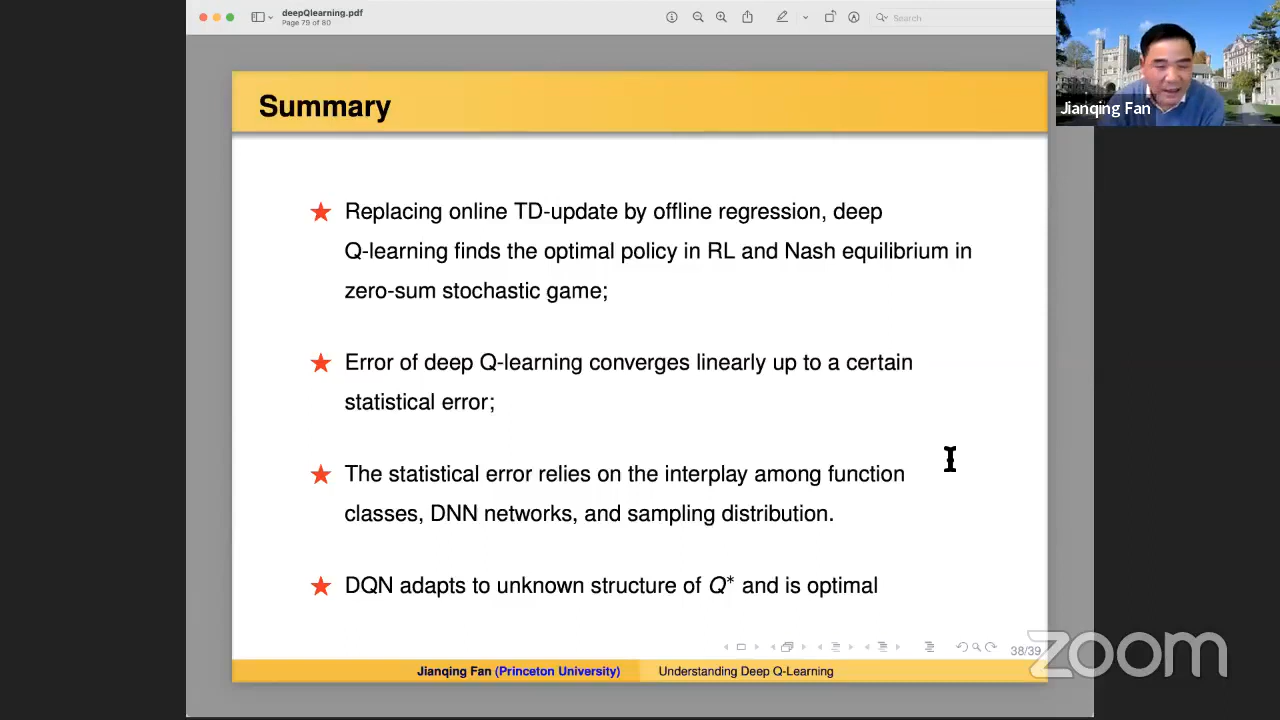 deepQlearning.pdf
Page 79 of 80
Search
Jianqing Fan
Summary
Replacing online TD-update by offline regression, deep
Q-learning finds the optimal policy in RL and Nash equilibrium in
zero-sum stochastic game;
Error of deep Q-learning converges linearly up to a certain
statistical error;
The statistical error relies on the interplay among function
classes, DNN networks, and sampling distribution.
DQN adapts to unknown structure of Q* and is optimal
38/39
Jianqing Fan (Princeton University) Understanding Deep Q-Learning
zoom